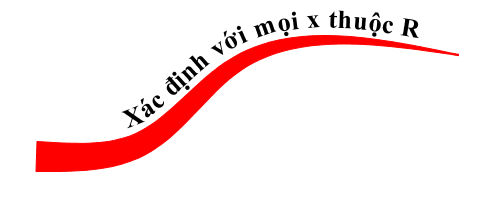 Xác định với mọi x thuộc R